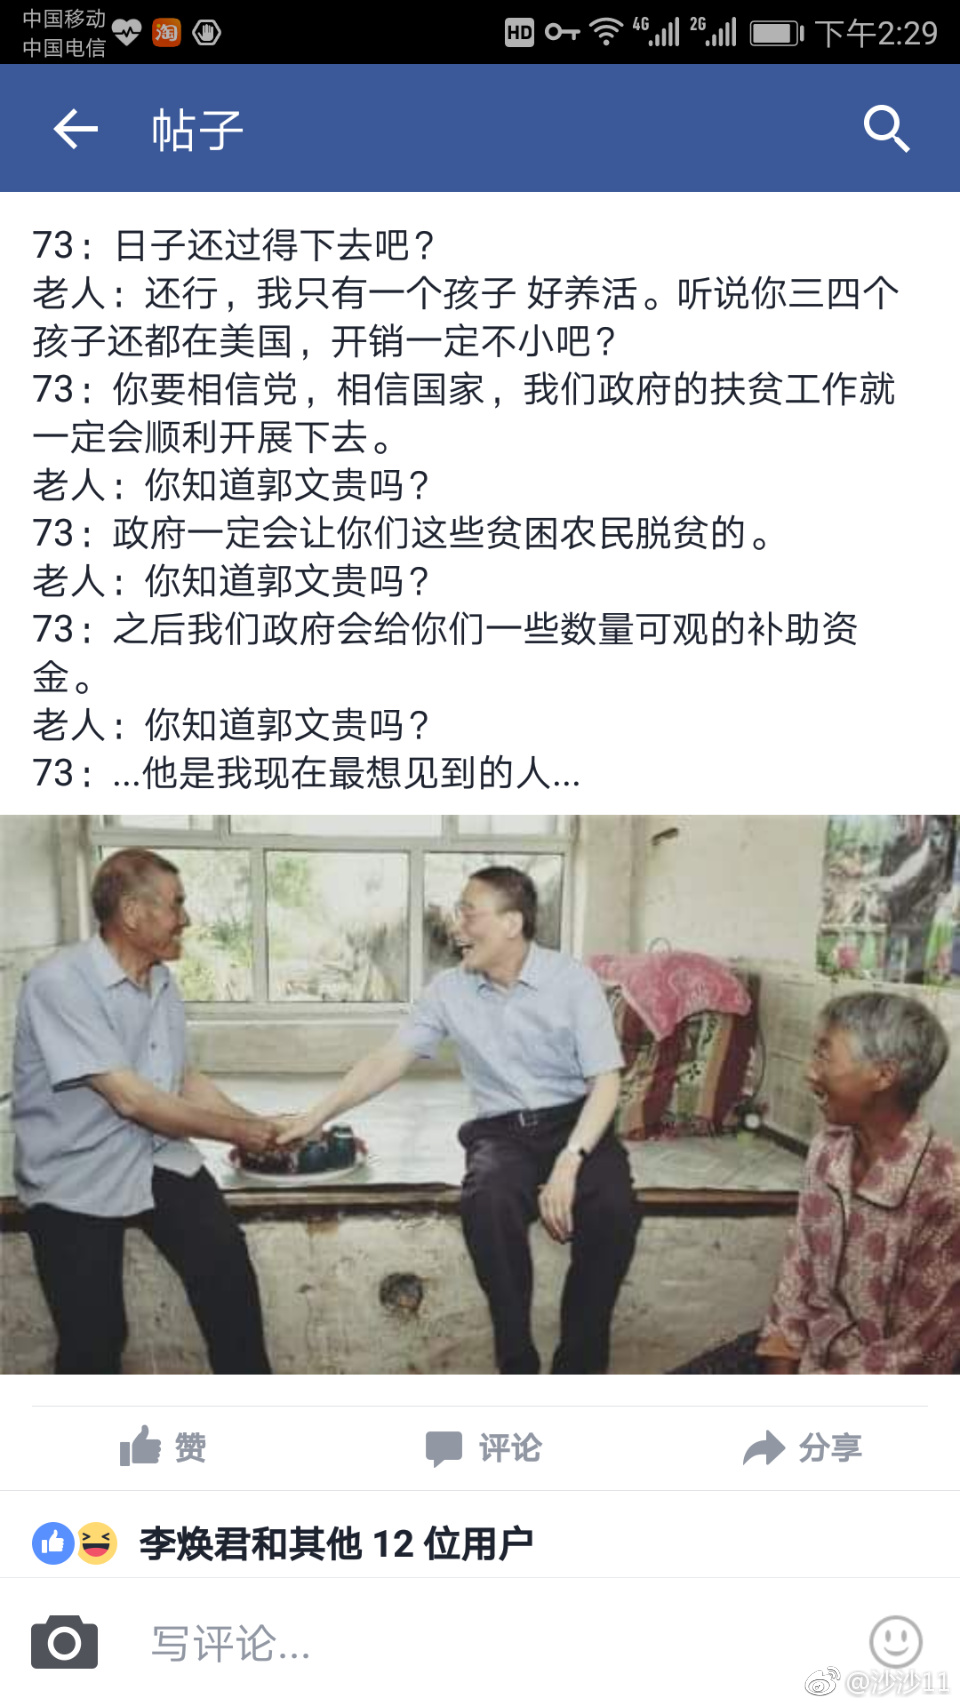 中国移动
中国电信
淘
HD
4G
2G
下午2:29
帖子
73：日子还过得下去吧？
老人：还行，我只有一个孩子 好养活。听说你三四个
孩子还都在美国，开销一定不小吧？
73：你要相信党，相信国家，我们政府的扶贫工作就
一定会顺利开展下去。
老人：你知道郭文贵吗？
73：政府一定会让你们这些贫困农民脱贫的。
老人：你知道郭文贵吗？
73：之后我们政府会给你们一些数量可观的补助资
金。
老人：你知道郭文贵吗？
73：...他是我现在最想见到的人...
赞
评论
分享
李焕君和其他 12 位用户
写评论...
@沙沙11